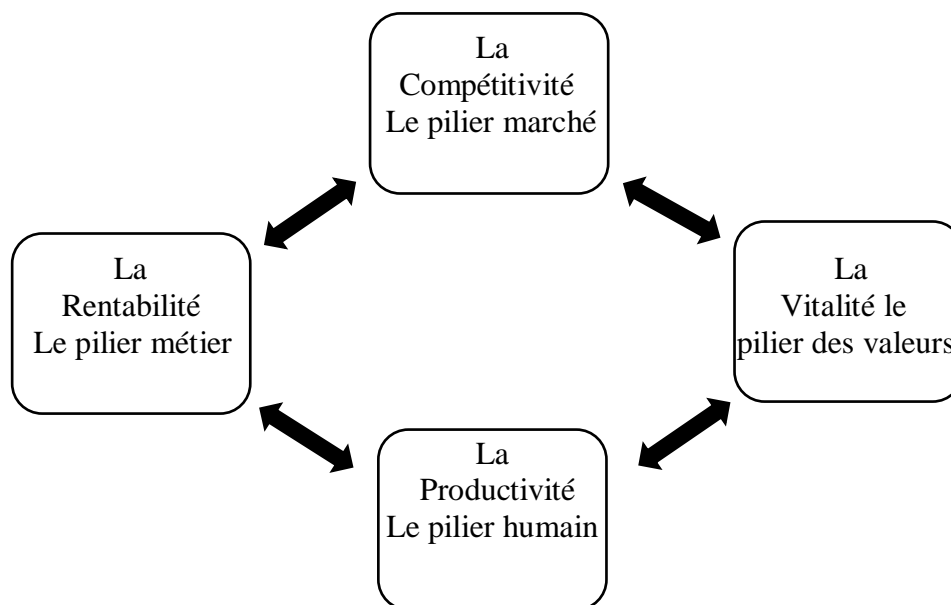 La
Compétitivité
Le pilier marché
La
Rentabilité
Le pilier métier
La
Vitalité le
pilier des valeurs
La
Productivité
Le pilier humain